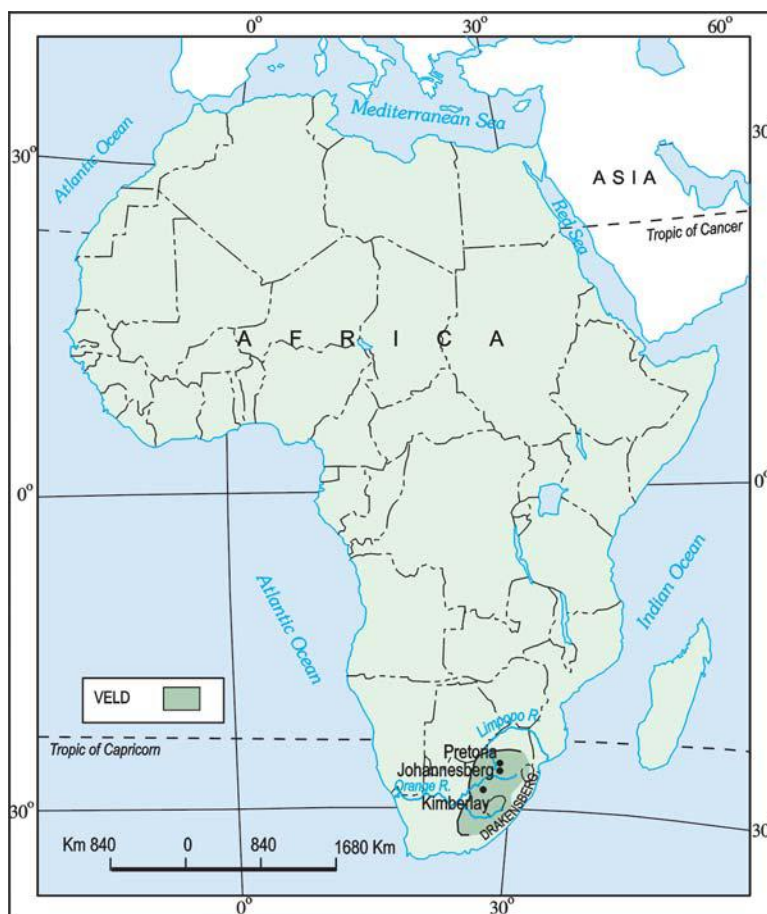 0° 30° 60°
Mediterranean Sea
Atlantic Ocean
30° 30
ASIA
Red Sea
Tropic of Cancer
AFRICA
0° 0°
Atlantic Ocean
Indian Ocean
VELD
Limpopo R.
Tropic of Capricorn
Pretoria
Johannesberg
Orange R.
Kimberlay
DRAKENSBERG
30° 30
Km 840 0 840 1680 Km
0° 30°